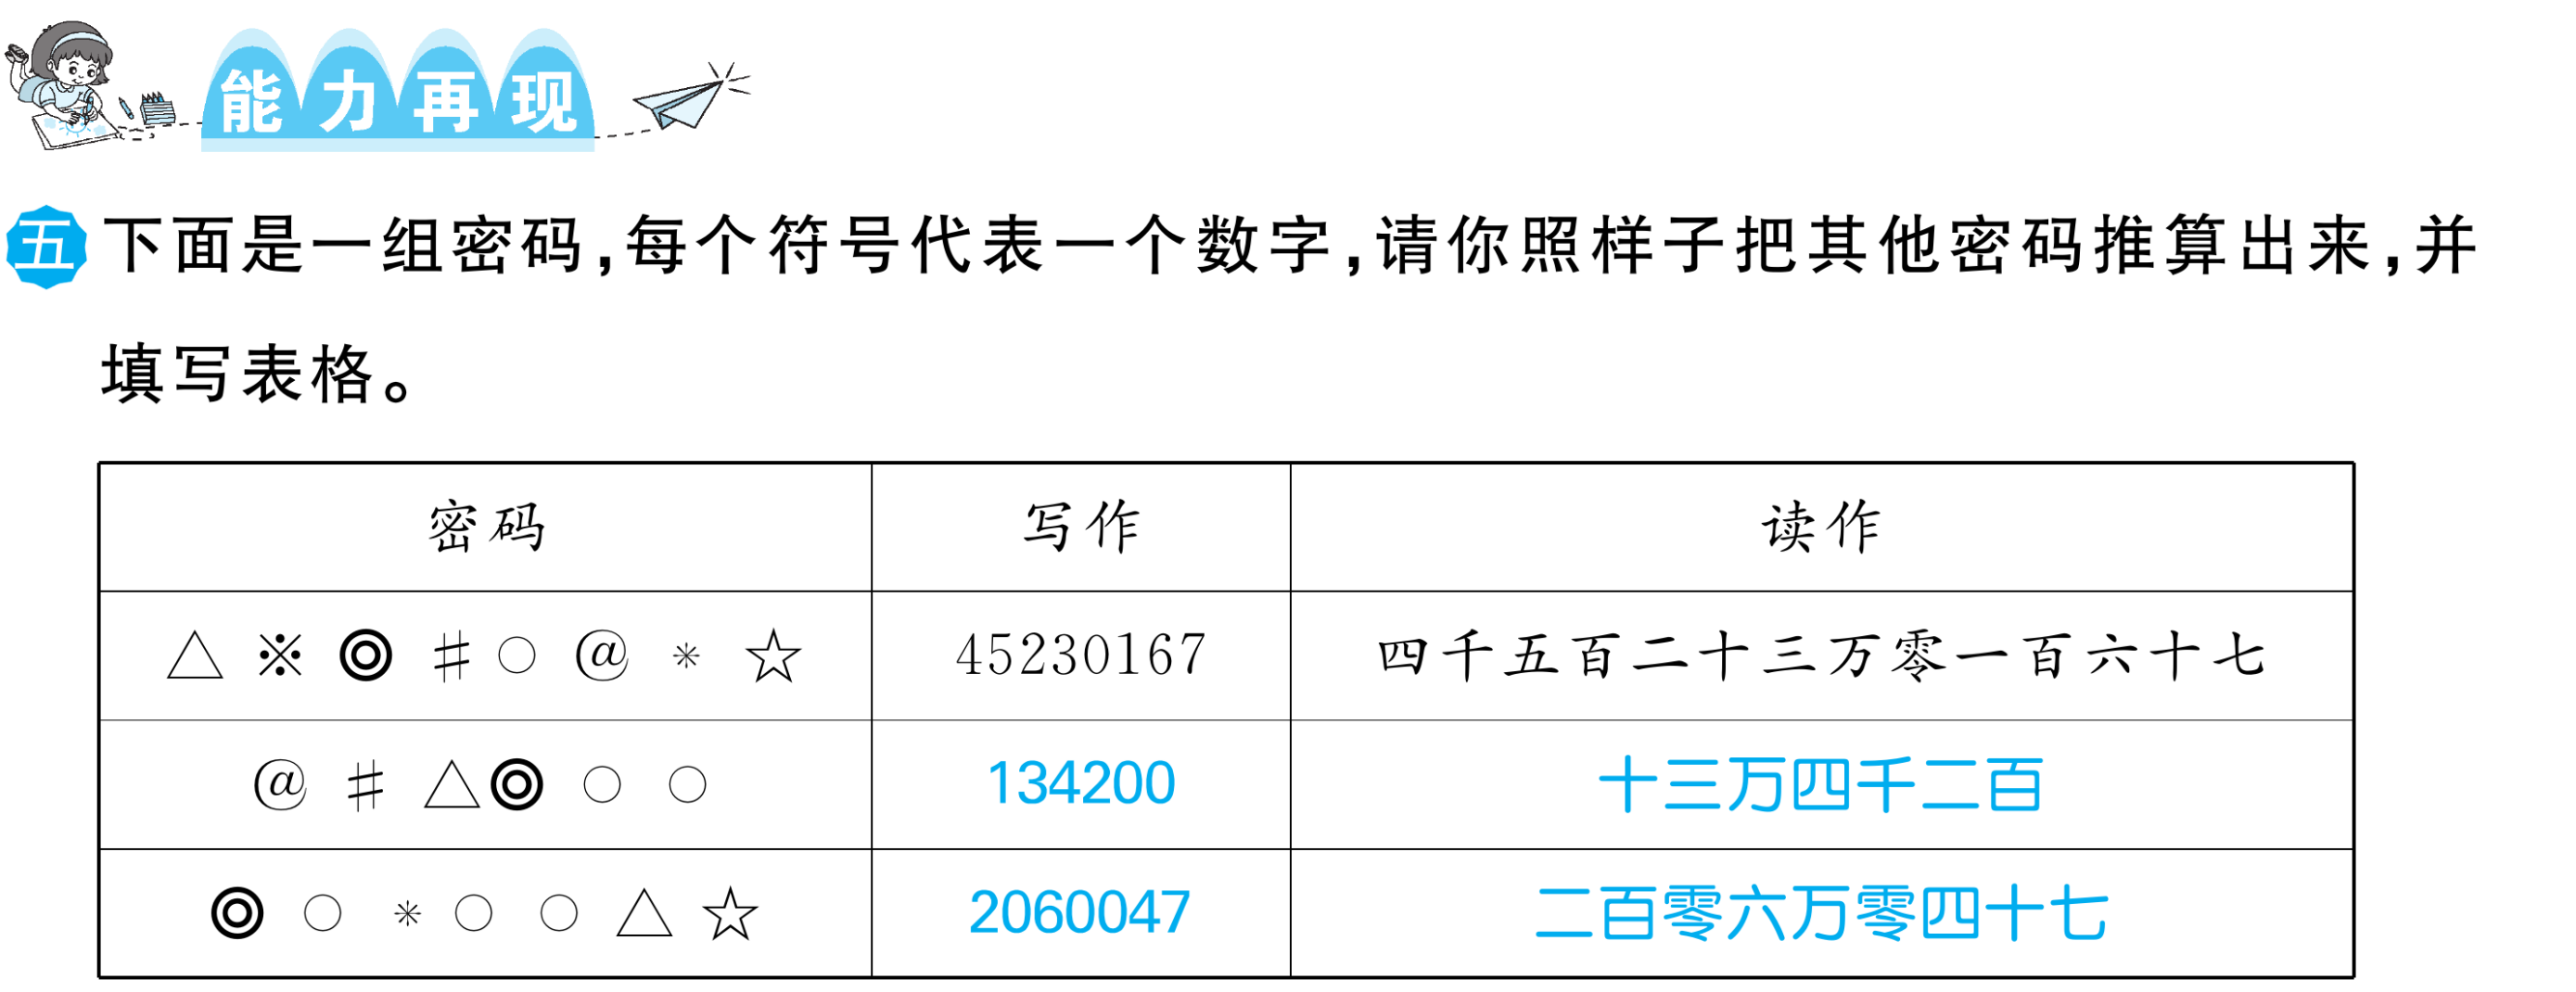 能力再现
五 下面是一组密码,每个符号代表一个数字,请你照样子把其他密码推算出来,并
填写表格。
密码 写作 读作
△ ※ ◎ # ○ @ * ☆ 45230167 四千五百二十三万零一百六十七
@ # △ ◎ ○ ○ 134200 十三万四千二百
◎ ○ * ○ ○ △ ☆ 2060047 二百零六万零四十七